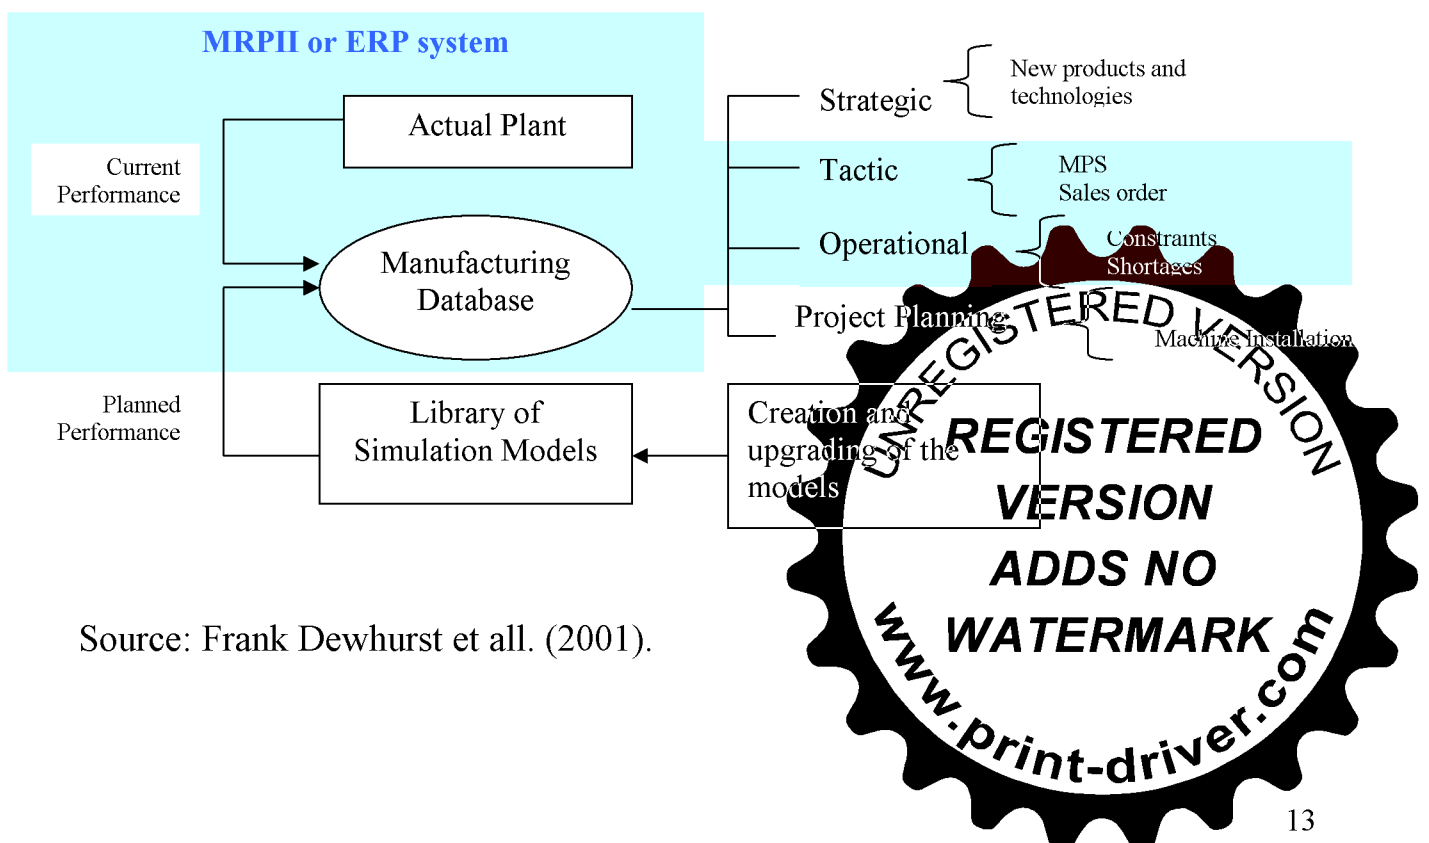 MRPII or ERP system
Actual Plant
Current
Performance
Manufacturing
Database
Strategic
New products and
technologies
Tactic
MPS
Sales order
Operational
Constraints
Shortages
Project Planning
Machine Installation
Planned
Performance
Library of
Simulation Models
Creation and
upgrading of the
models
Source: Frank Dewhurst et all. (2001).
UNREGISTERED VERSION
REGISTERED
VERSION
ADDS NO
WATERMARK
www.print-driver.com
13